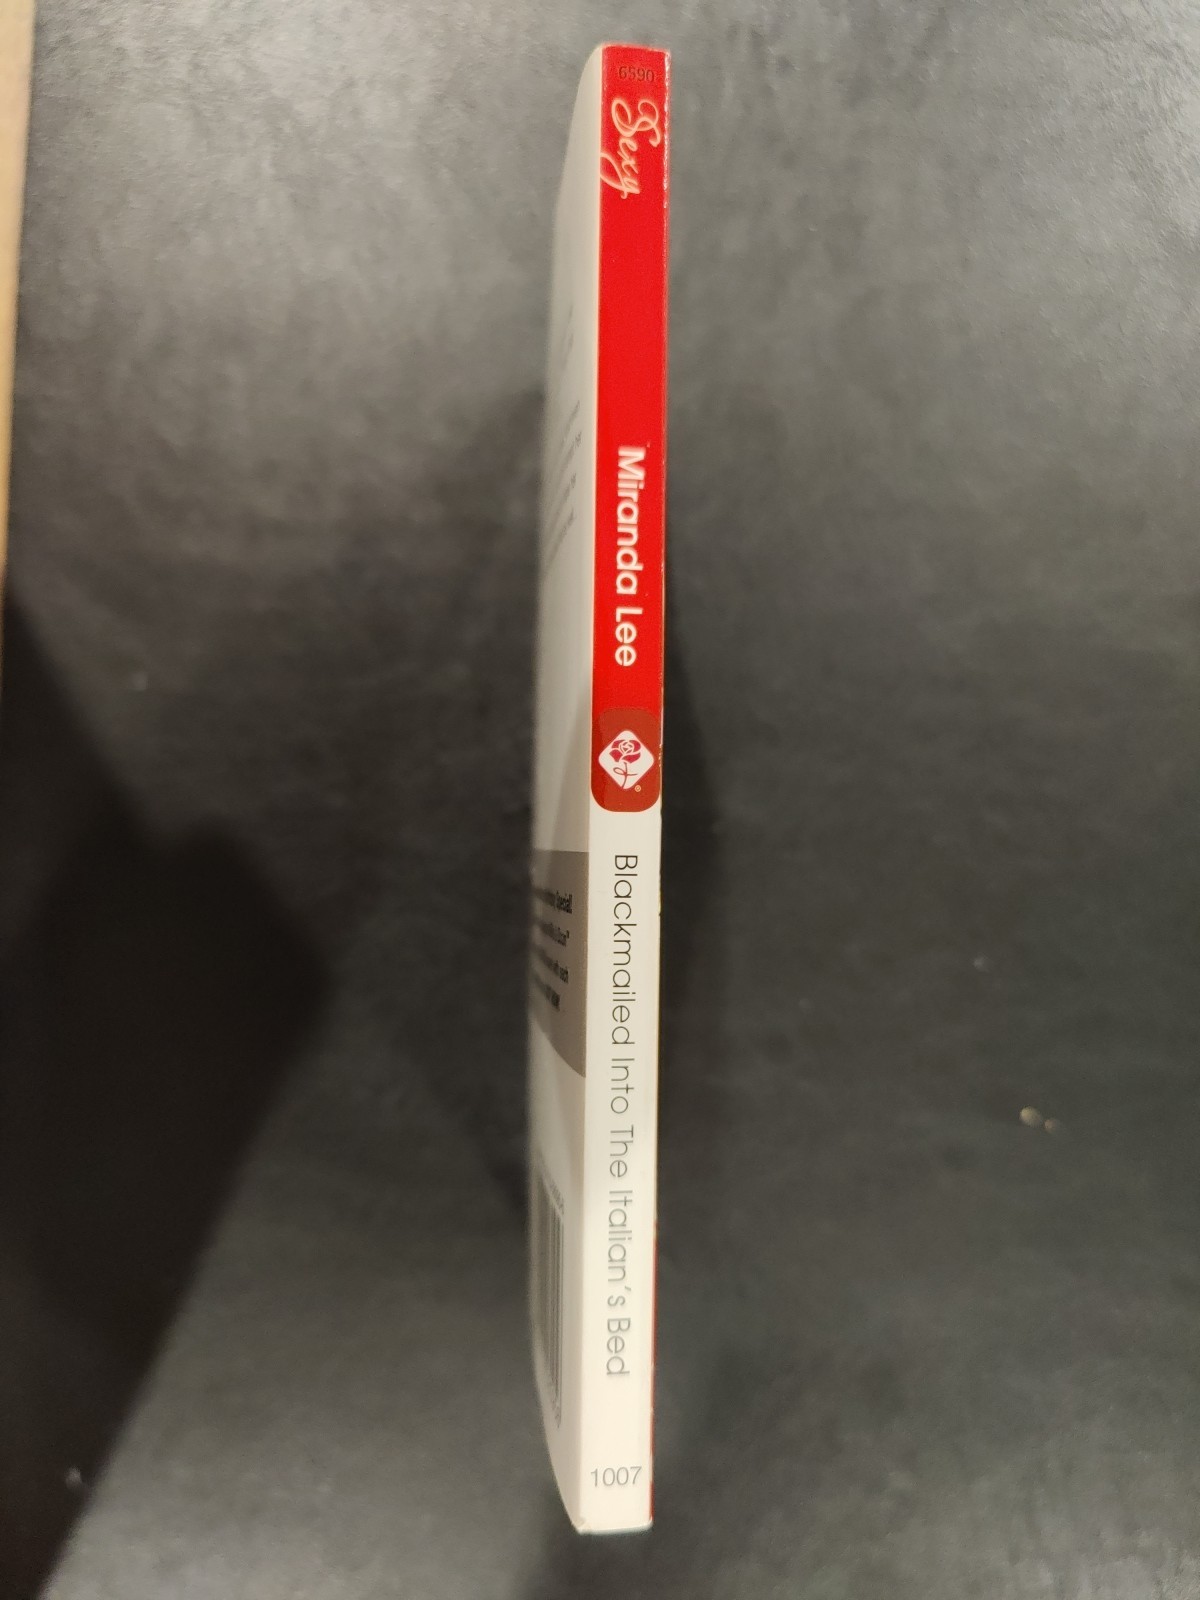 6590
Sexy
Miranda Lee
®
Blackmailed Into The Italian's Bed
1007